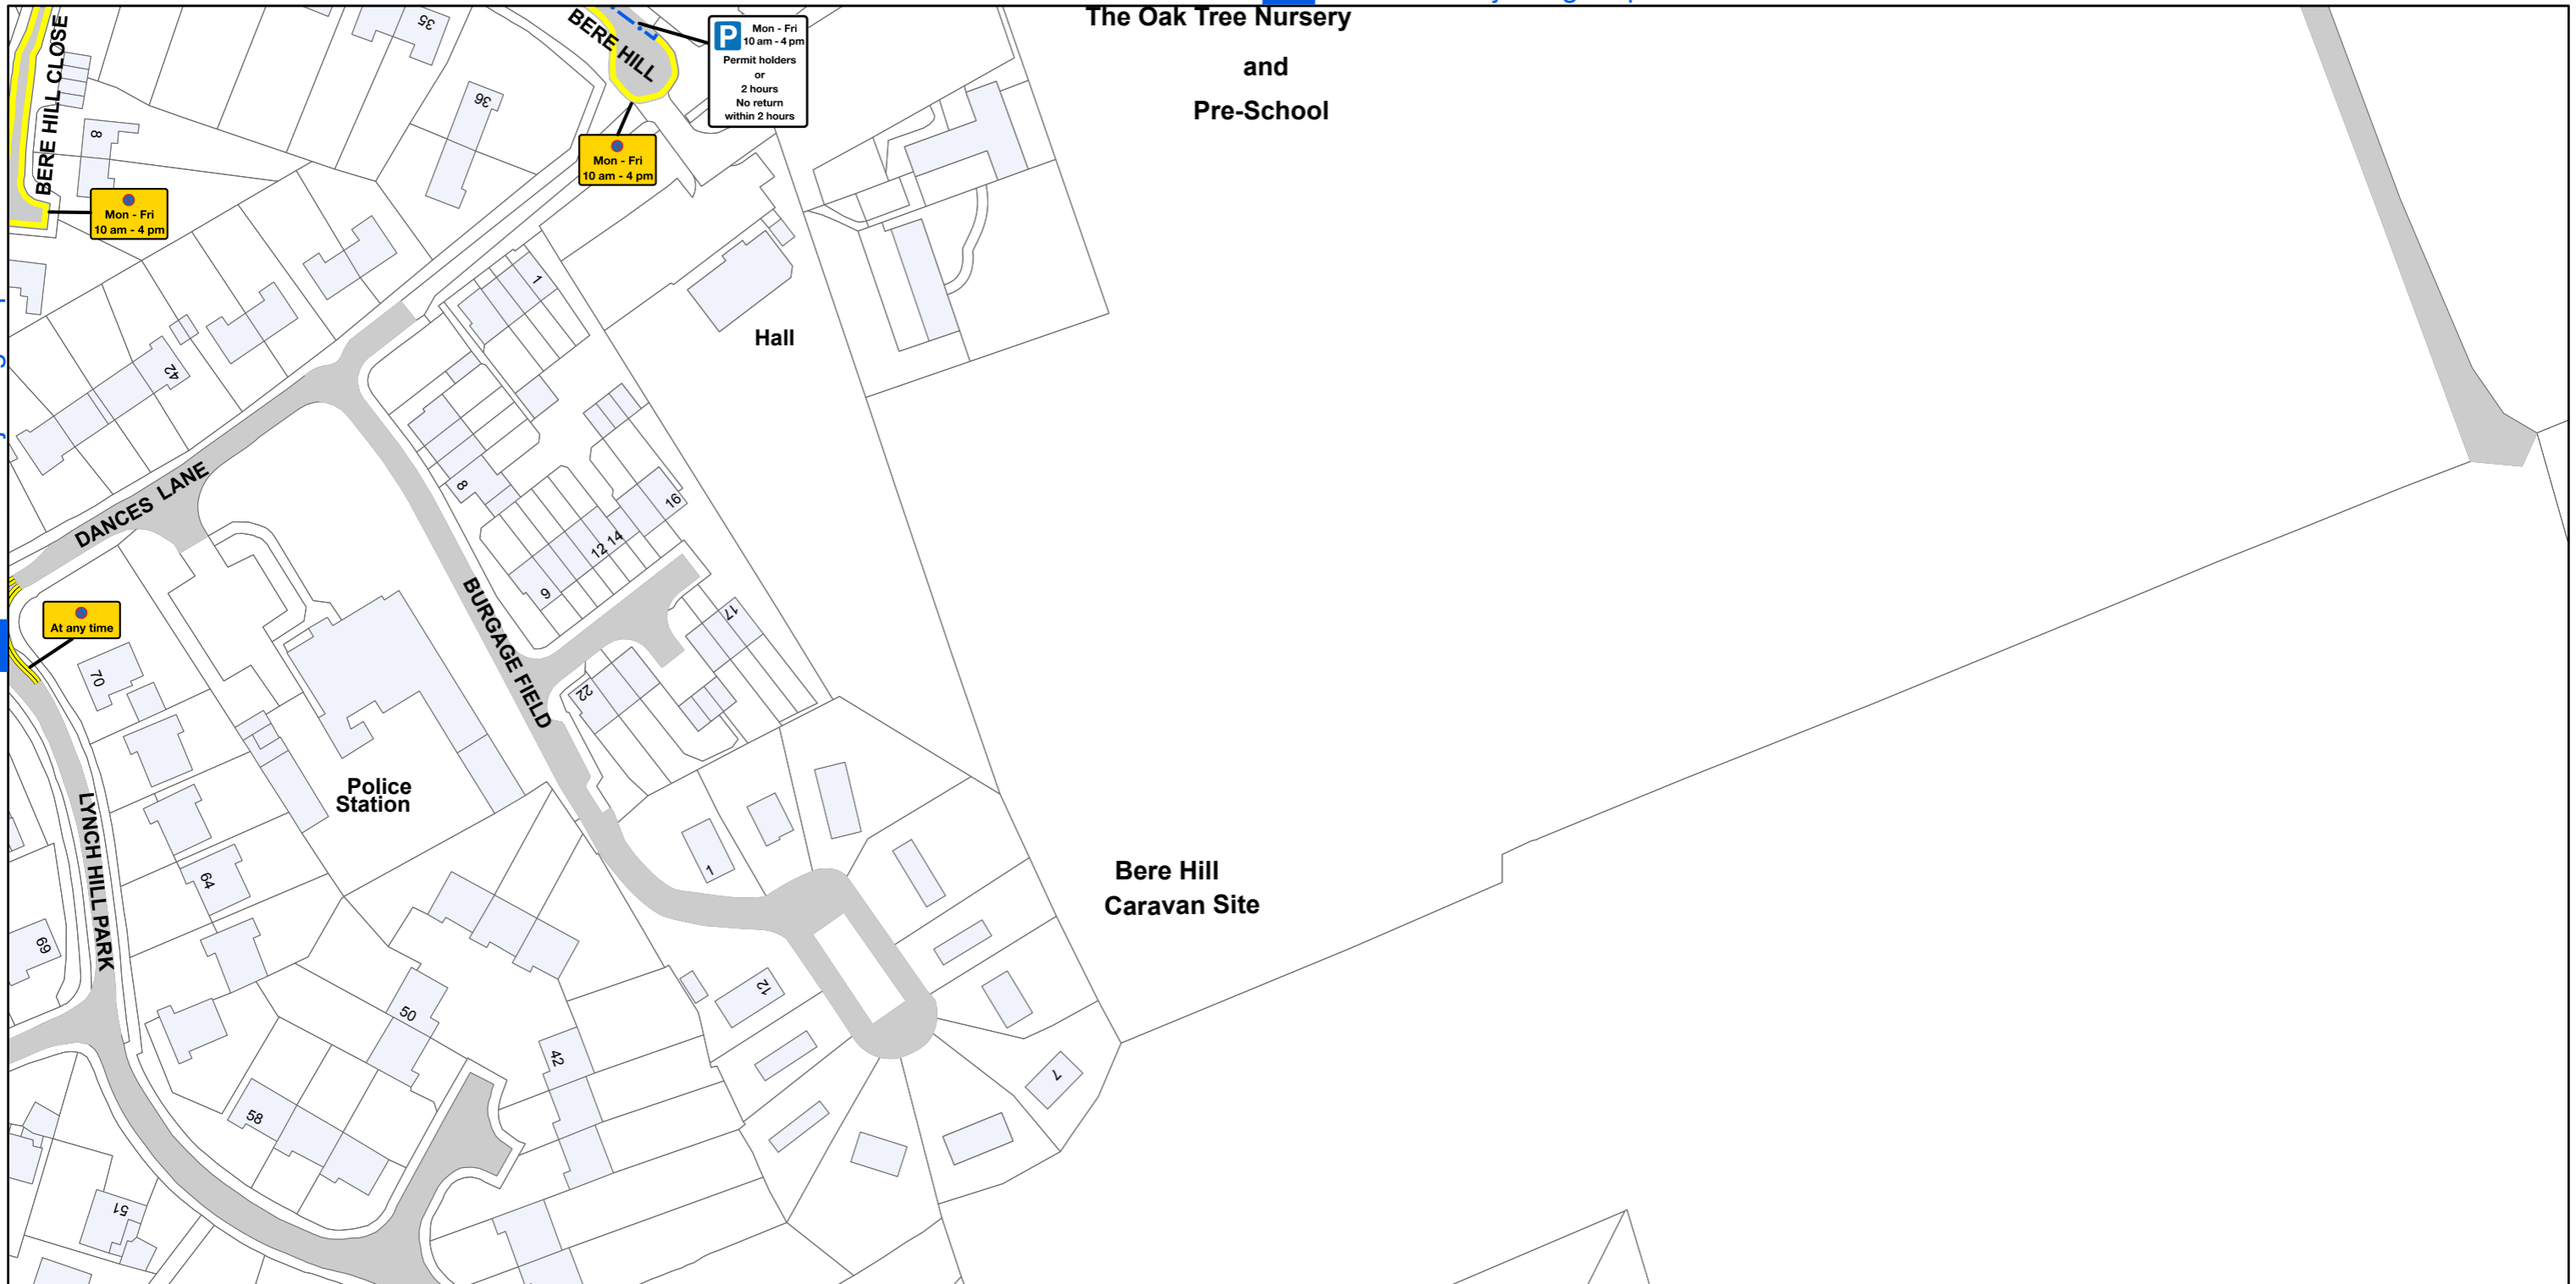 The Oak Tree Nursery
and
Pre-School
BERE HILL CLOSE
BERE HILL
P
Mon - Fri
10 am - 4 pm
Permit holders
or
2 hours
No return
within 2 hours
Mon - Fri
10 am - 4 pm
Mon - Fri
10 am - 4 pm
35
36
8
42
1
Hall
8
16
12 14
9
17
22
DANCES LANE
BURGAGE FIELD
At any time
70
Police
Station
LYNCH HILL PARK
64
69
50
58
42
51
1
12
7
Bere Hill
Caravan Site